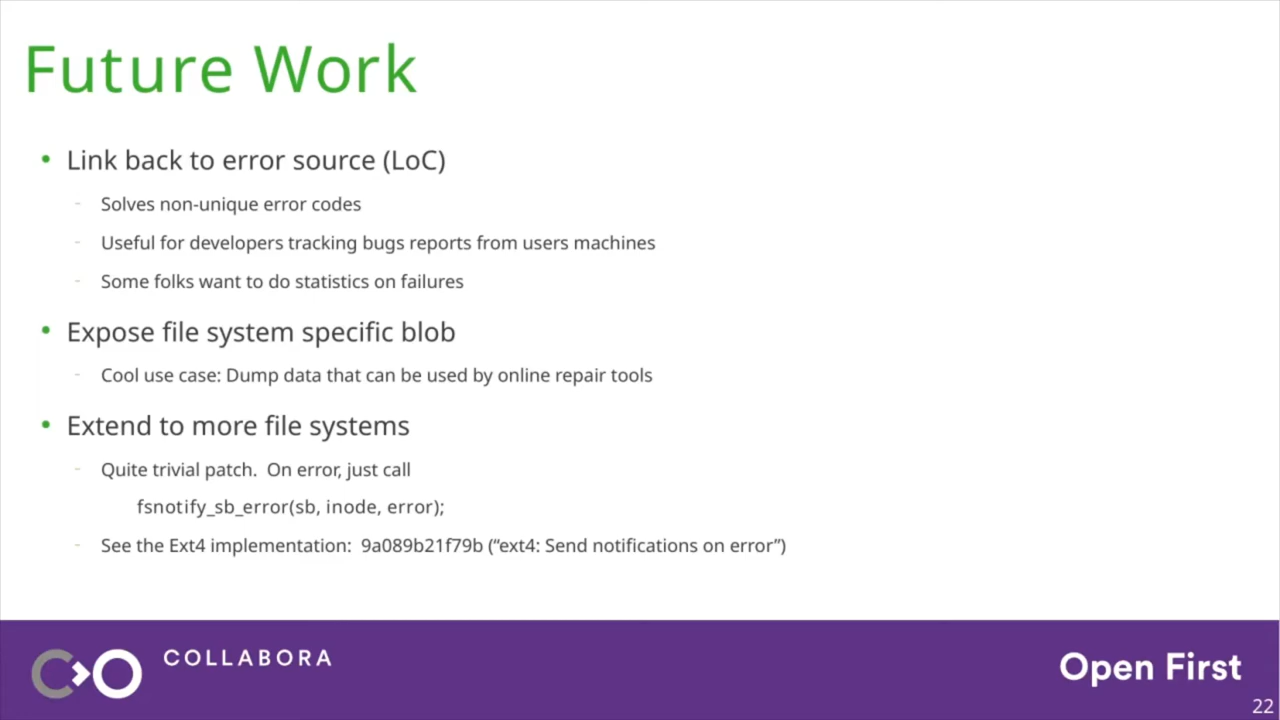 Future Work
• Link back to error source (LoC)
- Solves non-unique error codes
- Useful for developers tracking bugs reports from users machines
- Some folks want to do statistics on failures
• Expose file system specific blob
- Cool use case: Dump data that can be used by online repair tools
• Extend to more file systems
- Quite trivial patch.  On error, just call
fsnotify_sb_error(sb, inode, error);
- See the Ext4 implementation:  9a089b21f79b (“ext4: Send notifications on error”)
COLLABORA
Open First
22